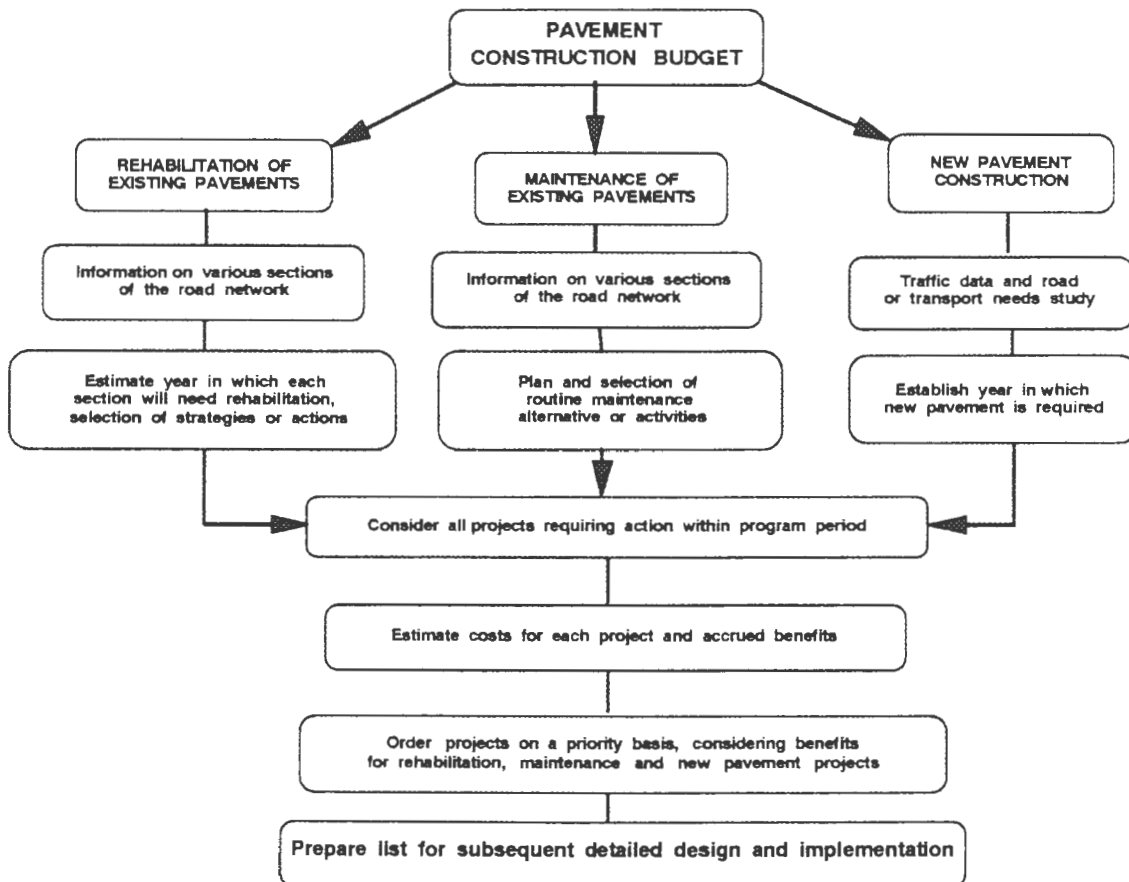 PAVEMENT
CONSTRUCTION BUDGET
REHABILITATION OF
EXISTING PAVEMENTS
MAINTENANCE OF
EXISTING PAVEMENTS
NEW PAVEMENT
CONSTRUCTION
Information on various sections
of the road network
Information on various sections
of the road network
Traffic data and road
or transport needs study
Estimate year in which each
section will need rehabilitation,
selection of strategies or actions
Plan and selection of
routine maintenance
alternative or activities
Establish year in which
new pavement is required
Consider all projects requiring action within program period
Estimate costs for each project and accrued benefits
Order projects on a priority basis, considering benefits
for rehabilitation, maintenance and new pavement projects
Prepare list for subsequent detailed design and implementation